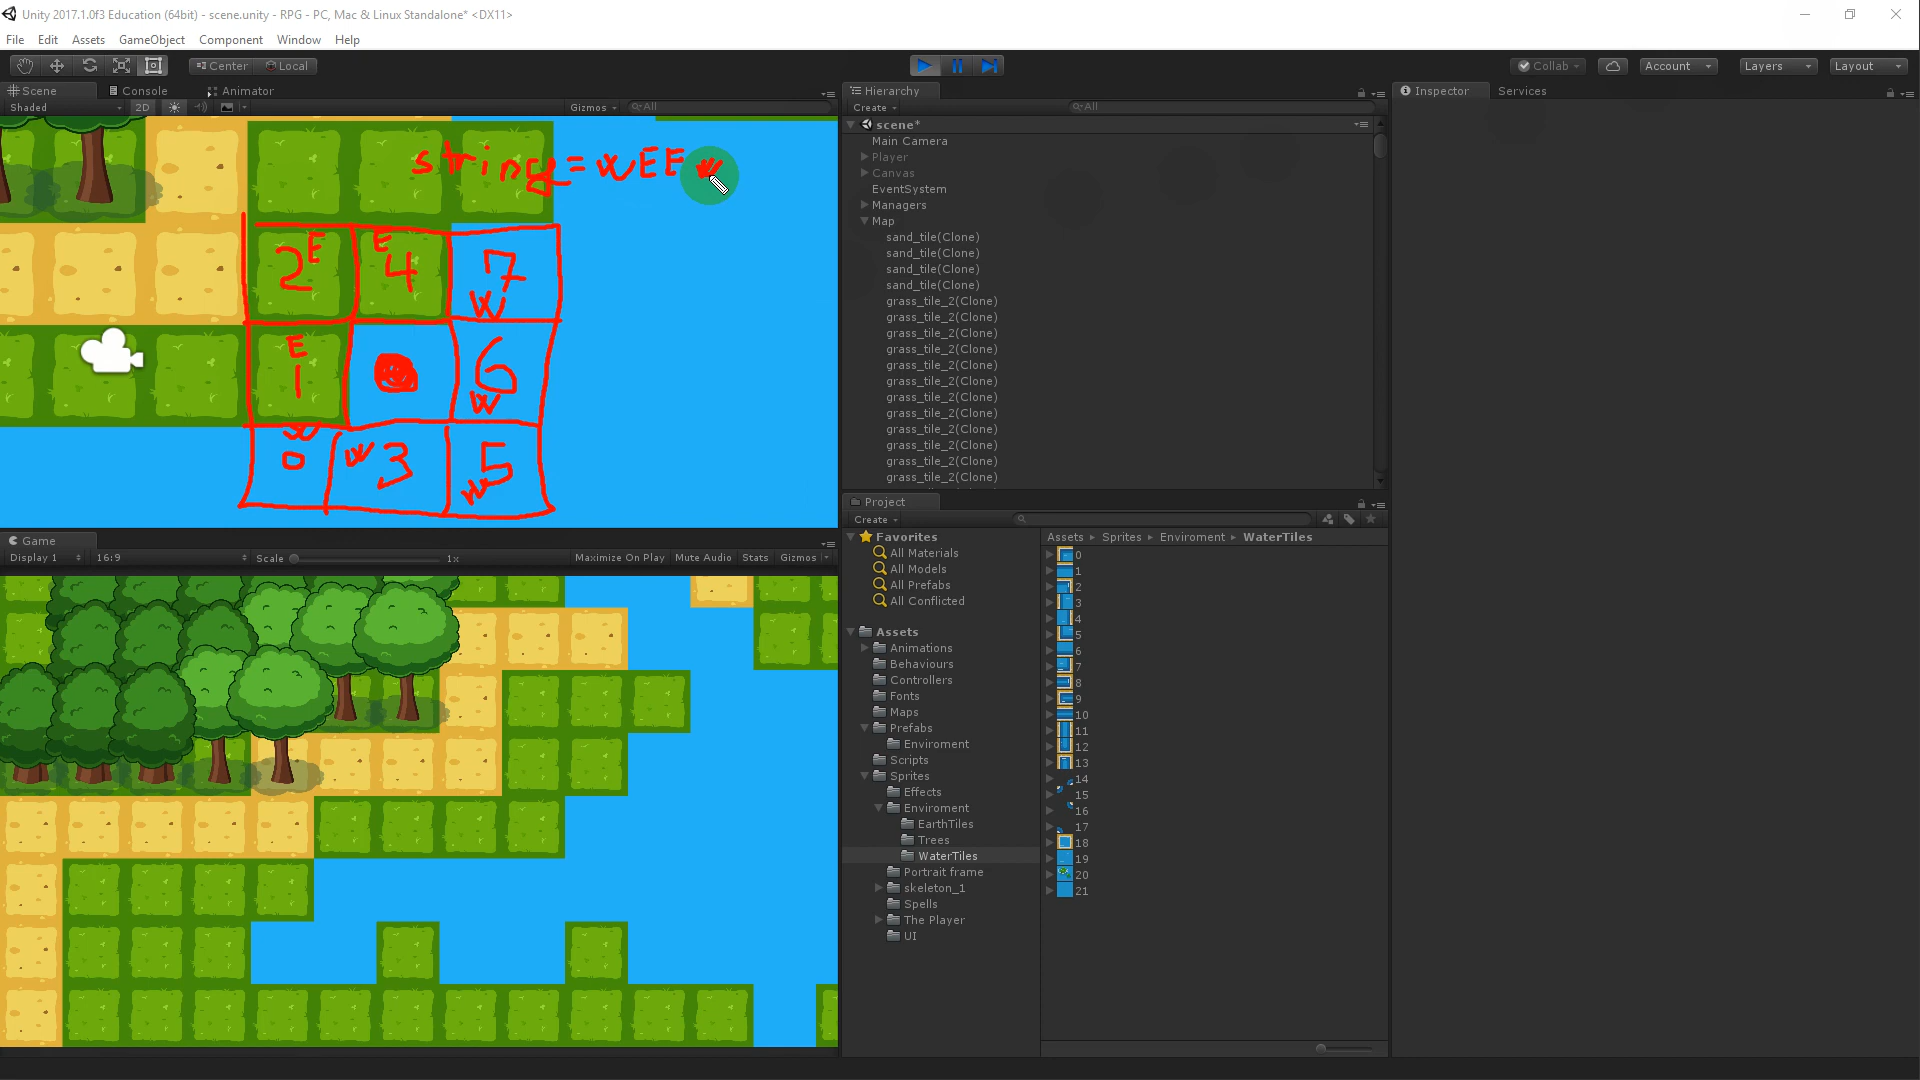 Unity 2017.1.0f3 Education (64bit) - scene.unity - RPG - PC, Mac & Linux Standalone* <DX11>
File Edit Assets GameObject Component Window Help
Center Local Collab Account Layers Layout
Scene Console Animator
Shaded 2D Gizmos All
string = WEEW
2 E E 4 7 W
E 1 6 W
W 0 W 3 5 W
Game
Display 1 16:9 Scale 1x Maximize On Play Mute Audio Stats Gizmos
Hierarchy
Create All
scene*
Main Camera
Player
Canvas
EventSystem
Managers
Map
sand_tile(Clone)
sand_tile(Clone)
sand_tile(Clone)
sand_tile(Clone)
grass_tile_2(Clone)
grass_tile_2(Clone)
grass_tile_2(Clone)
grass_tile_2(Clone)
grass_tile_2(Clone)
grass_tile_2(Clone)
grass_tile_2(Clone)
grass_tile_2(Clone)
grass_tile_2(Clone)
grass_tile_2(Clone)
grass_tile_2(Clone)
grass_tile_2(Clone)
Project
Create
Favorites
All Materials
All Models
All Prefabs
All Conflicted
Assets
Animations
Behaviours
Controllers
Fonts
Maps
Prefabs
Enviroment
Scripts
Sprites
Effects
Enviroment
EarthTiles
Trees
WaterTiles
Portrait frame
skeleton_1
Spells
The Player
UI
Assets Sprites Enviroment WaterTiles
0
1
2
3
4
5
6
7
8
9
10
11
12
13
14
15
16
17
18
19
20
21
Inspector Services